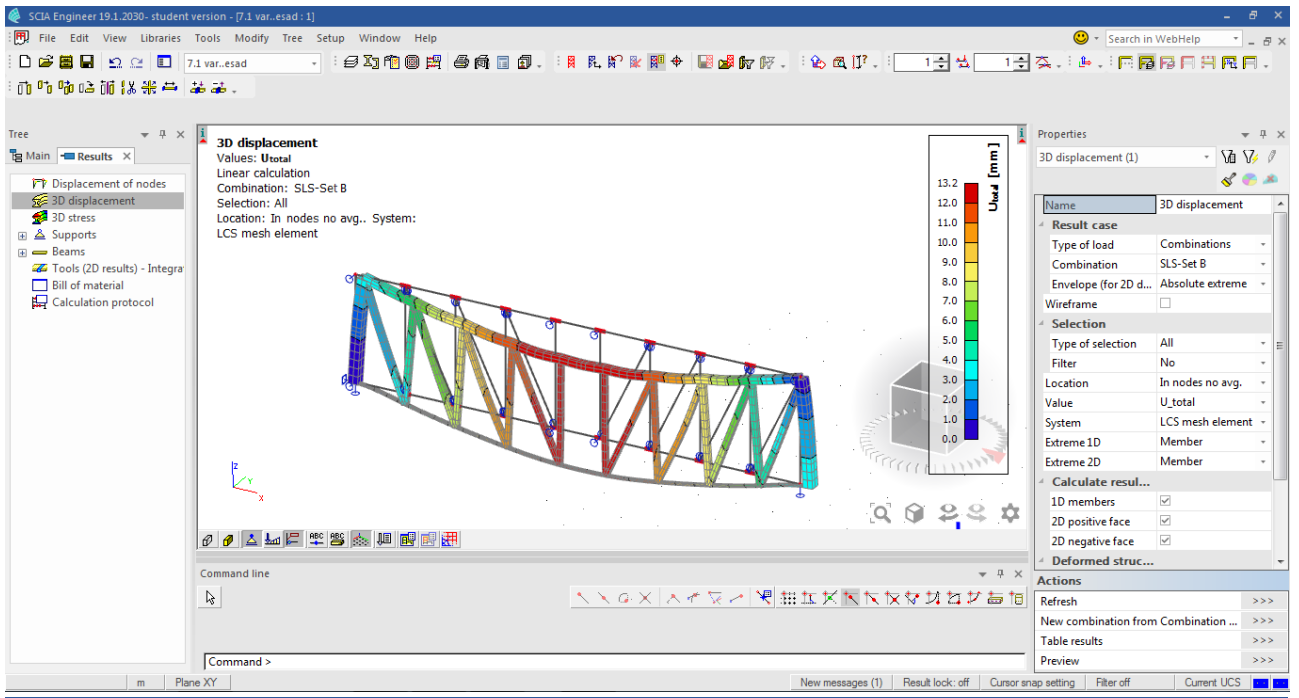 SCIA Engineer 19.1.2030- student version - [7.1 var..esad : 1]
File Edit View Libraries Tools Modify Tree Setup Window Help
Search in WebHelp
7.1 var..esad
1
1
Tree
Main Results
Displacement of nodes
3D displacement
3D stress
Supports
Beams
Tools (2D results) - Integra
Bill of material
Calculation protocol
3D displacement
Values: Utotal
Linear calculation
Combination: SLS-Set B
Selection: All
Location: In nodes no avg.. System:
LCS mesh element
Utotal [mm]
13.2
12.0
11.0
10.0
9.0
8.0
7.0
6.0
5.0
4.0
3.0
2.0
1.0
0.0
z
y
x
ABC ABC
Properties
3D displacement (1)
Name 3D displacement
Result case
Type of load Combinations
Combination SLS-Set B
Envelope (for 2D d... Absolute extreme
Wireframe
Selection
Type of selection All
Filter No
Location In nodes no avg.
Value U_total
System LCS mesh element
Extreme 1D Member
Extreme 2D Member
Calculate resul...
1D members
2D positive face
2D negative face
Deformed struc...
Actions
Refresh >>>
New combination from Combination ... >>>
Table results >>>
Preview >>>
Command line
Command >
m Plane XY New messages (1) Result lock: off Cursor snap setting Filter off Current UCS